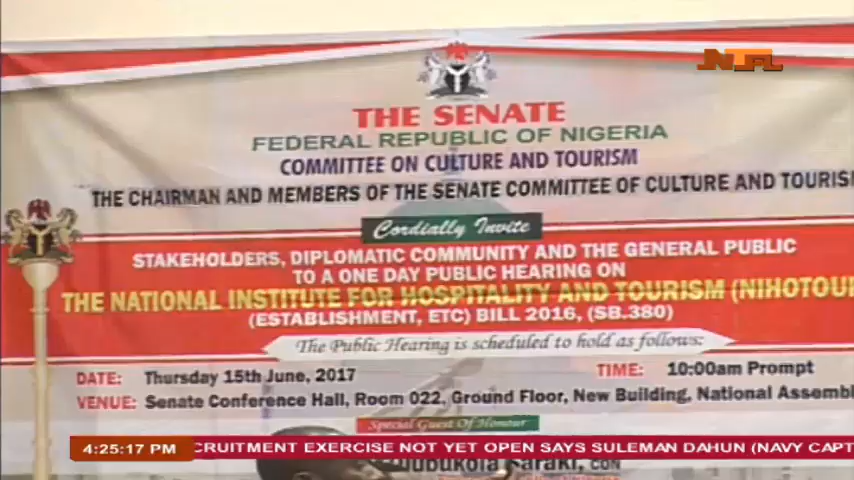 NTA
THE SENATE
FEDERAL REPUBLIC OF NIGERIA
COMMITTEE ON CULTURE AND TOURISM
THE CHAIRMAN AND MEMBERS OF THE SENATE COMMITTEE OF CULTURE AND TOURISM
Cordially Invite
STAKEHOLDERS, DIPLOMATIC COMMUNITY AND THE GENERAL PUBLIC
TO A ONE DAY PUBLIC HEARING ON
THE NATIONAL INSTITUTE FOR HOSPITALITY AND TOURISM (NIHOTOUR
(ESTABLISHMENT, ETC) BILL 2016, (SB.380)
The Public Hearing is scheduled to hold as follows:
DATE: Thursday 15th June, 2017 TIME: 10:00am Prompt
VENUE: Senate Conference Hall, Room 022, Ground Floor, New Building, National Assembl
Special Guest Of Honour
Saraki, CON
4:25:17 PM CRUITMENT EXERCISE NOT YET OPEN SAYS SULEMAN DAHUN (NAVY CAPT